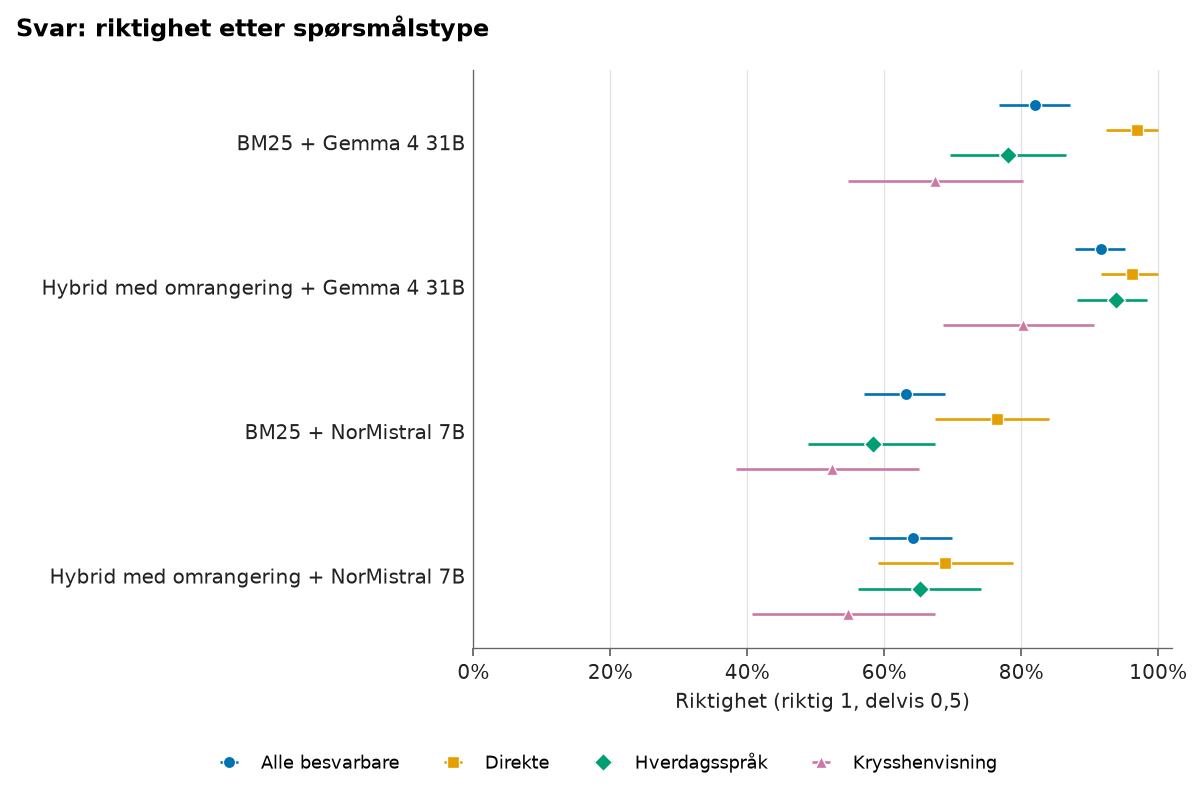 Svar: riktighet etter spørsmålstype
BM25 + Gemma 4 31B
Hybrid med omrangering + Gemma 4 31B
BM25 + NorMistral 7B
Hybrid med omrangering + NorMistral 7B
0% 20% 40% 60% 80% 100%
Riktighet (riktig 1, delvis 0,5)
Alle besvarbare Direkte Hverdagsspråk Krysshenvisning